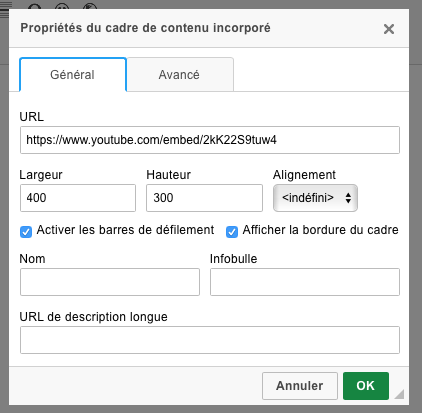 Propriétés du cadre de contenu incorporé
Général Avancé
URL
https://www.youtube.com/embed/2kK22S9tuw4
Largeur Hauteur Alignement
400 300 <indéfini>
Activer les barres de défilement Afficher la bordure du cadre
Nom Infobulle
URL de description longue
Annuler OK